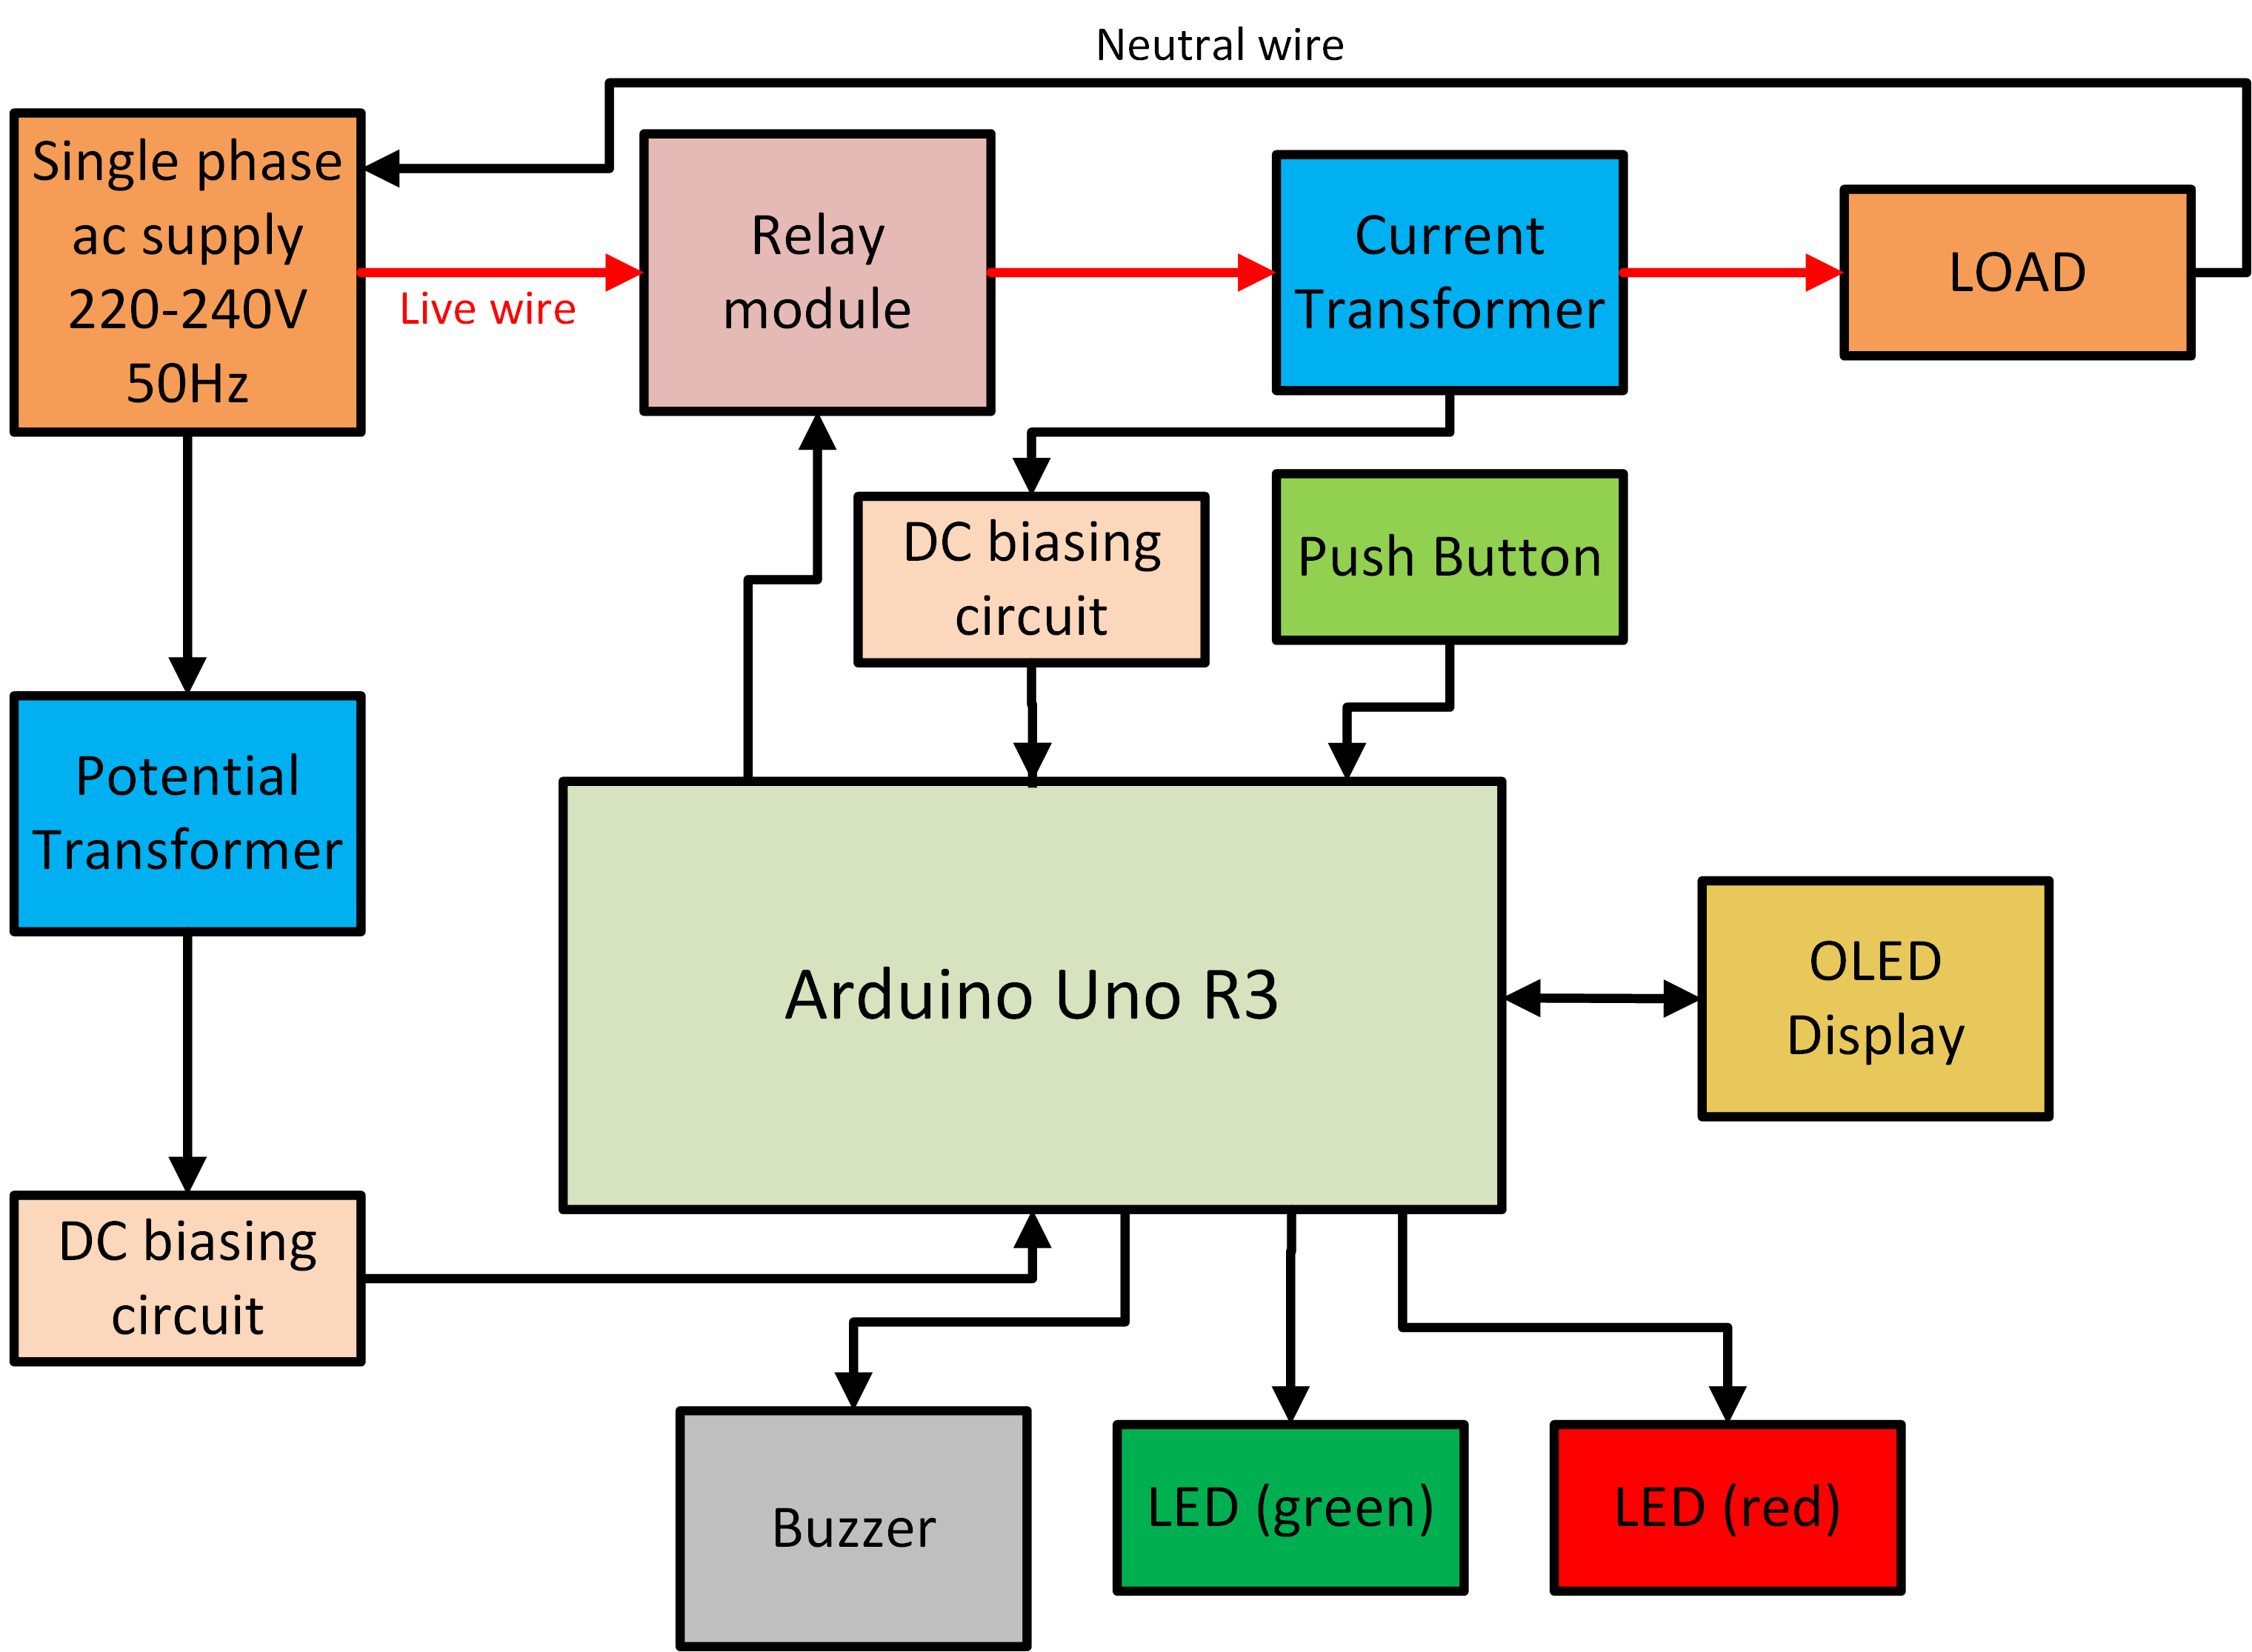 Neutral wire
Single phase
ac supply
220-240V
50Hz
Live wire
Relay
module
Current
Transformer
LOAD
DC biasing
circuit
Push Button
Potential
Transformer
Arduino Uno R3
OLED
Display
DC biasing
circuit
Buzzer
LED (green)
LED (red)